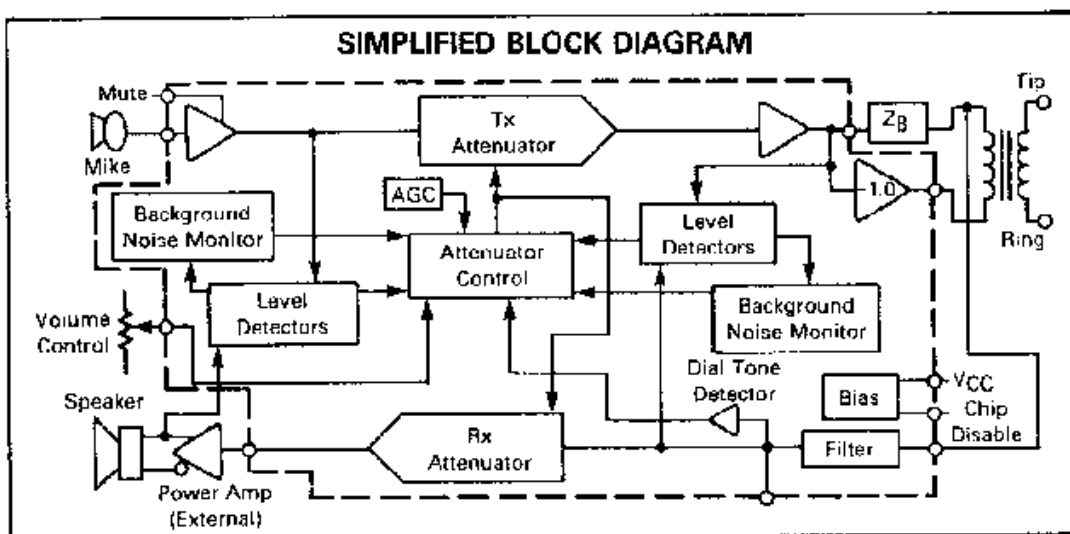 SIMPLIFIED BLOCK DIAGRAM
Mute
Mike
Tx
Attenuator
ZB
Tip
Ring
1.0
AGC
Background
Noise Monitor
Attenuator
Control
Level
Detectors
Level
Detectors
Background
Noise Monitor
Volume
Control
Dial Tone
Detector
Speaker
Rx
Attenuator
Bias
VCC
Chip
Disable
Filter
Power Amp
(External)